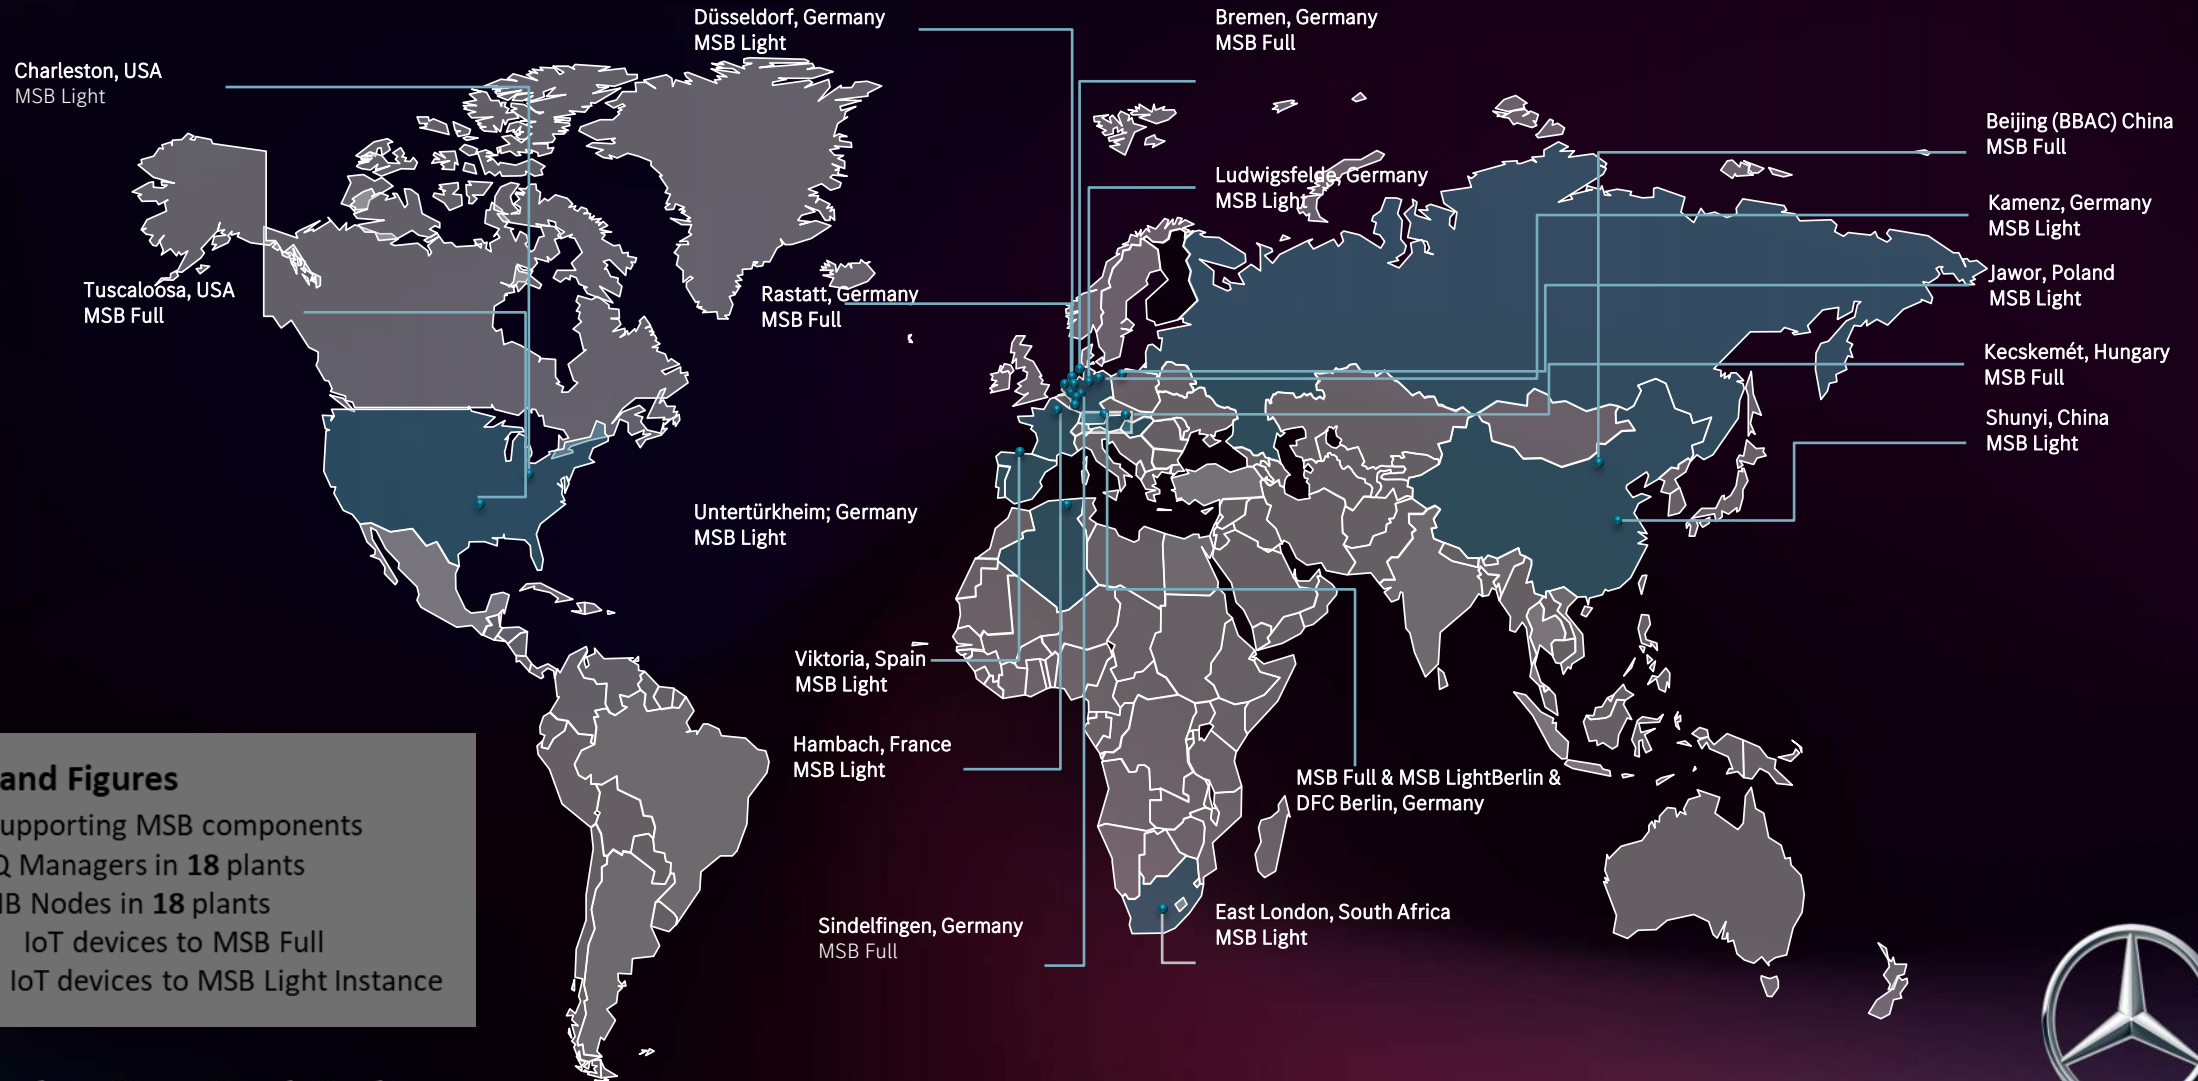 Düsseldorf, Germany
MSB Light
Bremen, Germany
MSB Full
Charleston, USA
MSB Light
Beijing (BBAC) China
MSB Full
Ludwigsfelde, Germany
MSB Light
Kamenz, Germany
MSB Light
Tuscaloosa, USA
MSB Full
Rastatt, Germany
MSB Full
Jawor, Poland
MSB Light
Kecskemét, Hungary
MSB Full
Shunyi, China
MSB Light
Untertürkheim; Germany
MSB Light
Viktoria, Spain
MSB Light
Hambach, France
MSB Light
MSB Full & MSB LightBerlin &
DFC Berlin, Germany
Sindelfingen, Germany
MSB Full
East London, South Africa
MSB Light
and Figures
upporting MSB components
Q Managers in 18 plants
IB Nodes in 18 plants
IoT devices to MSB Full
IoT devices to MSB Light Instance